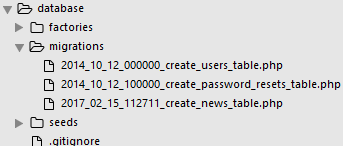 database
factories
migrations
2014_10_12_000000_create_users_table.php
2014_10_12_100000_create_password_resets_table.php
2017_02_15_112711_create_news_table.php
seeds
.gitignore